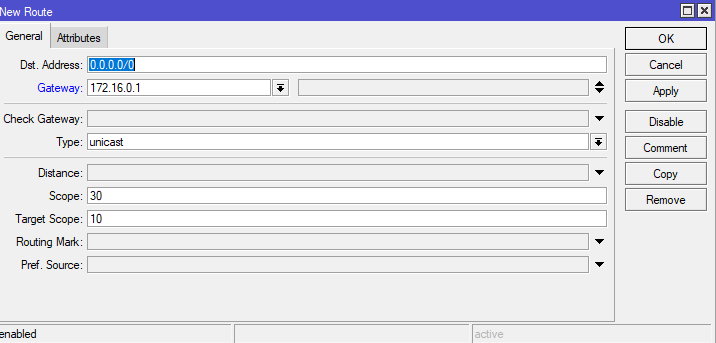 New Route
General Attributes
Dst. Address: 0.0.0.0/0
Gateway: 172.16.0.1
Check Gateway:
Type: unicast
Distance:
Scope: 30
Target Scope: 10
Routing Mark:
Pref. Source:
OK
Cancel
Apply
Disable
Comment
Copy
Remove
enabled
active